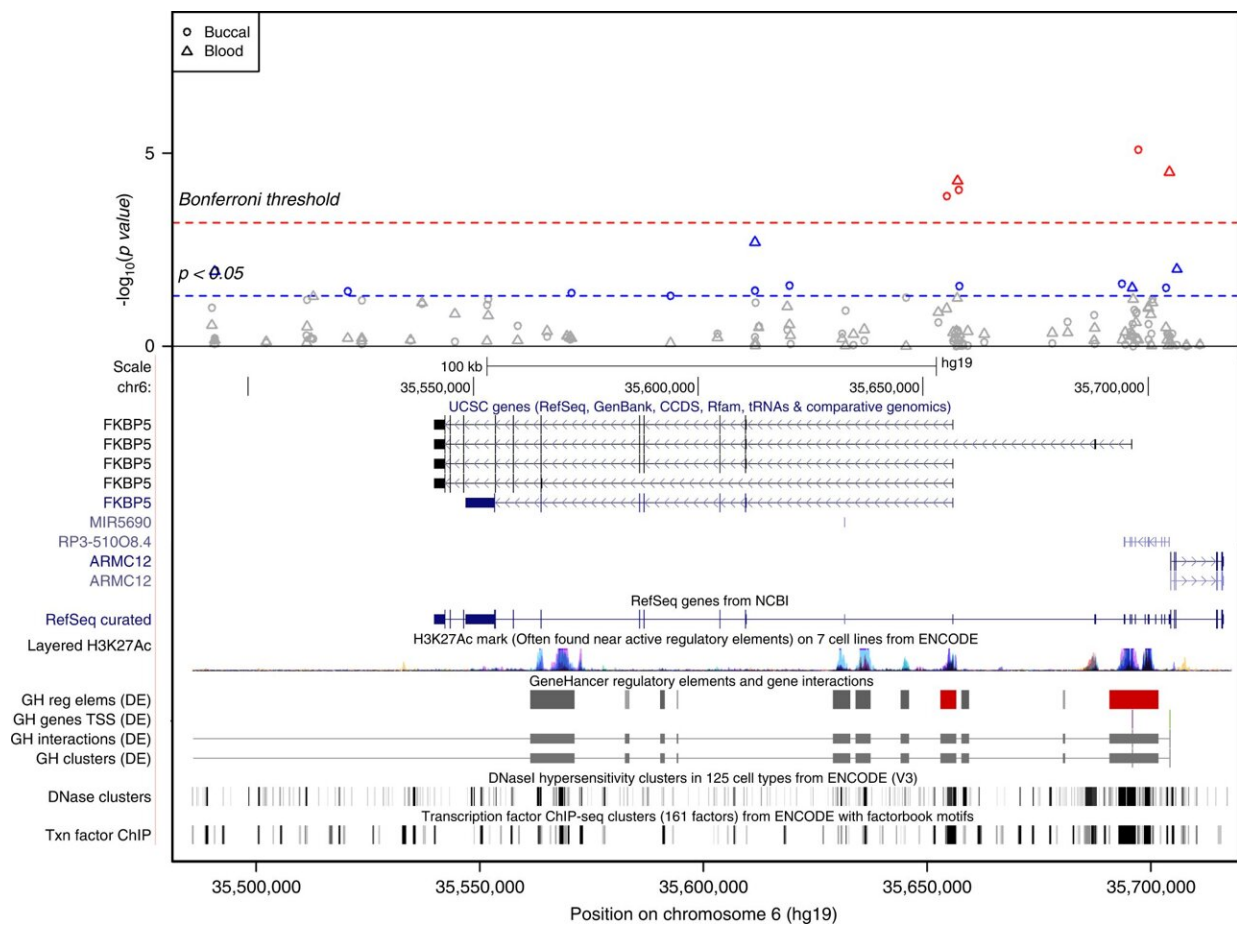 Buccal
Blood
5
Bonferroni threshold
-log10(p value)
p < 0.05
0
Scale
100 kb
hg19
chr6:
35,550,000
35,600,000
35,650,000
35,700,000
UCSC genes (RefSeq, GenBank, CCDS, Rfam, tRNAs & comparative genomics)
FKBP5
FKBP5
FKBP5
FKBP5
FKBP5
MIR5690
RP3-510O8.4
ARMC12
ARMC12
RefSeq genes from NCBI
RefSeq curated
H3K27Ac mark (Often found near active regulatory elements) on 7 cell lines from ENCODE
Layered H3K27Ac
GeneHancer regulatory elements and gene interactions
GH reg elems (DE)
GH genes TSS (DE)
GH interactions (DE)
GH clusters (DE)
DNaseI hypersensitivity clusters in 125 cell types from ENCODE (V3)
DNase clusters
Transcription factor ChIP-seq clusters (161 factors) from ENCODE with factorbook motifs
Txn factor ChIP
35,500,000
35,550,000
35,600,000
35,650,000
35,700,000
Position on chromosome 6 (hg19)